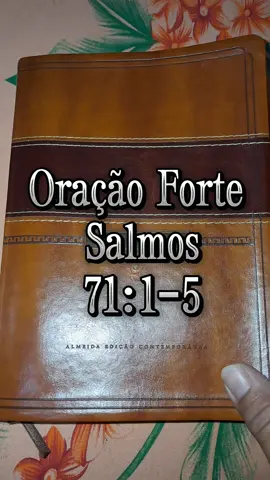 Oração Forte
Salmos
71:1-5
ALMEIDA EDIÇÃO CONTEMPORÂNEA